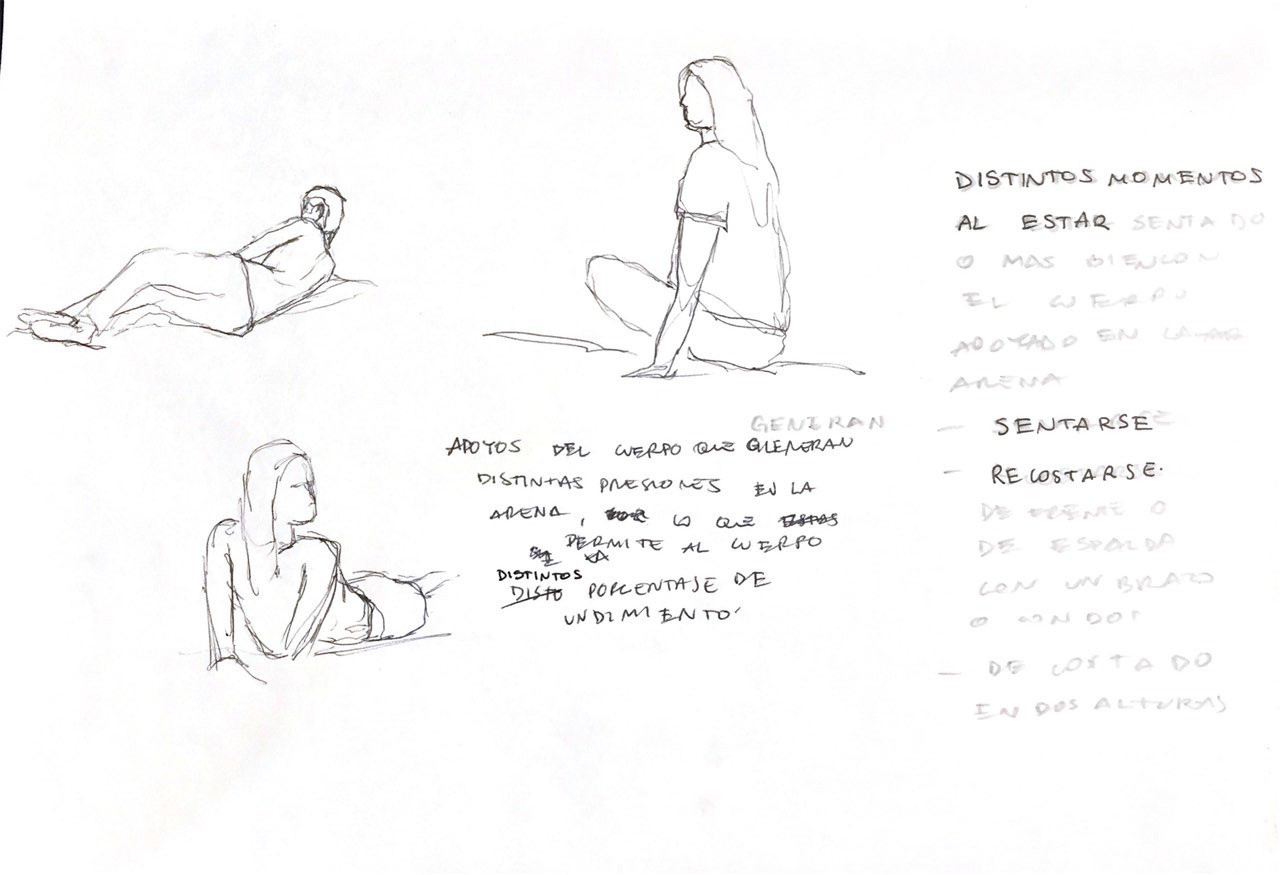 DISTINTOS MOMENTOS
AL ESTAR SENTADO
O MAS BIEN CON
EL CUERPO
APOYADO EN LA
ARENA
- SENTARSE
- RECOSTARSE.
DE FRENTE O
DE ESPALDA
CON UN BRAZO
O CON DOS
- DE COSTADO
EN DOS ALTURAS
GENERAN
APOYOS DEL CUERPO QUE GENERAN
DISTINTAS PRESIONES EN LA
ARENA, LO QUE
PERMITE AL CUERPO
DISTINTOS
PORCENTAJE DE
UNDIMIENTO